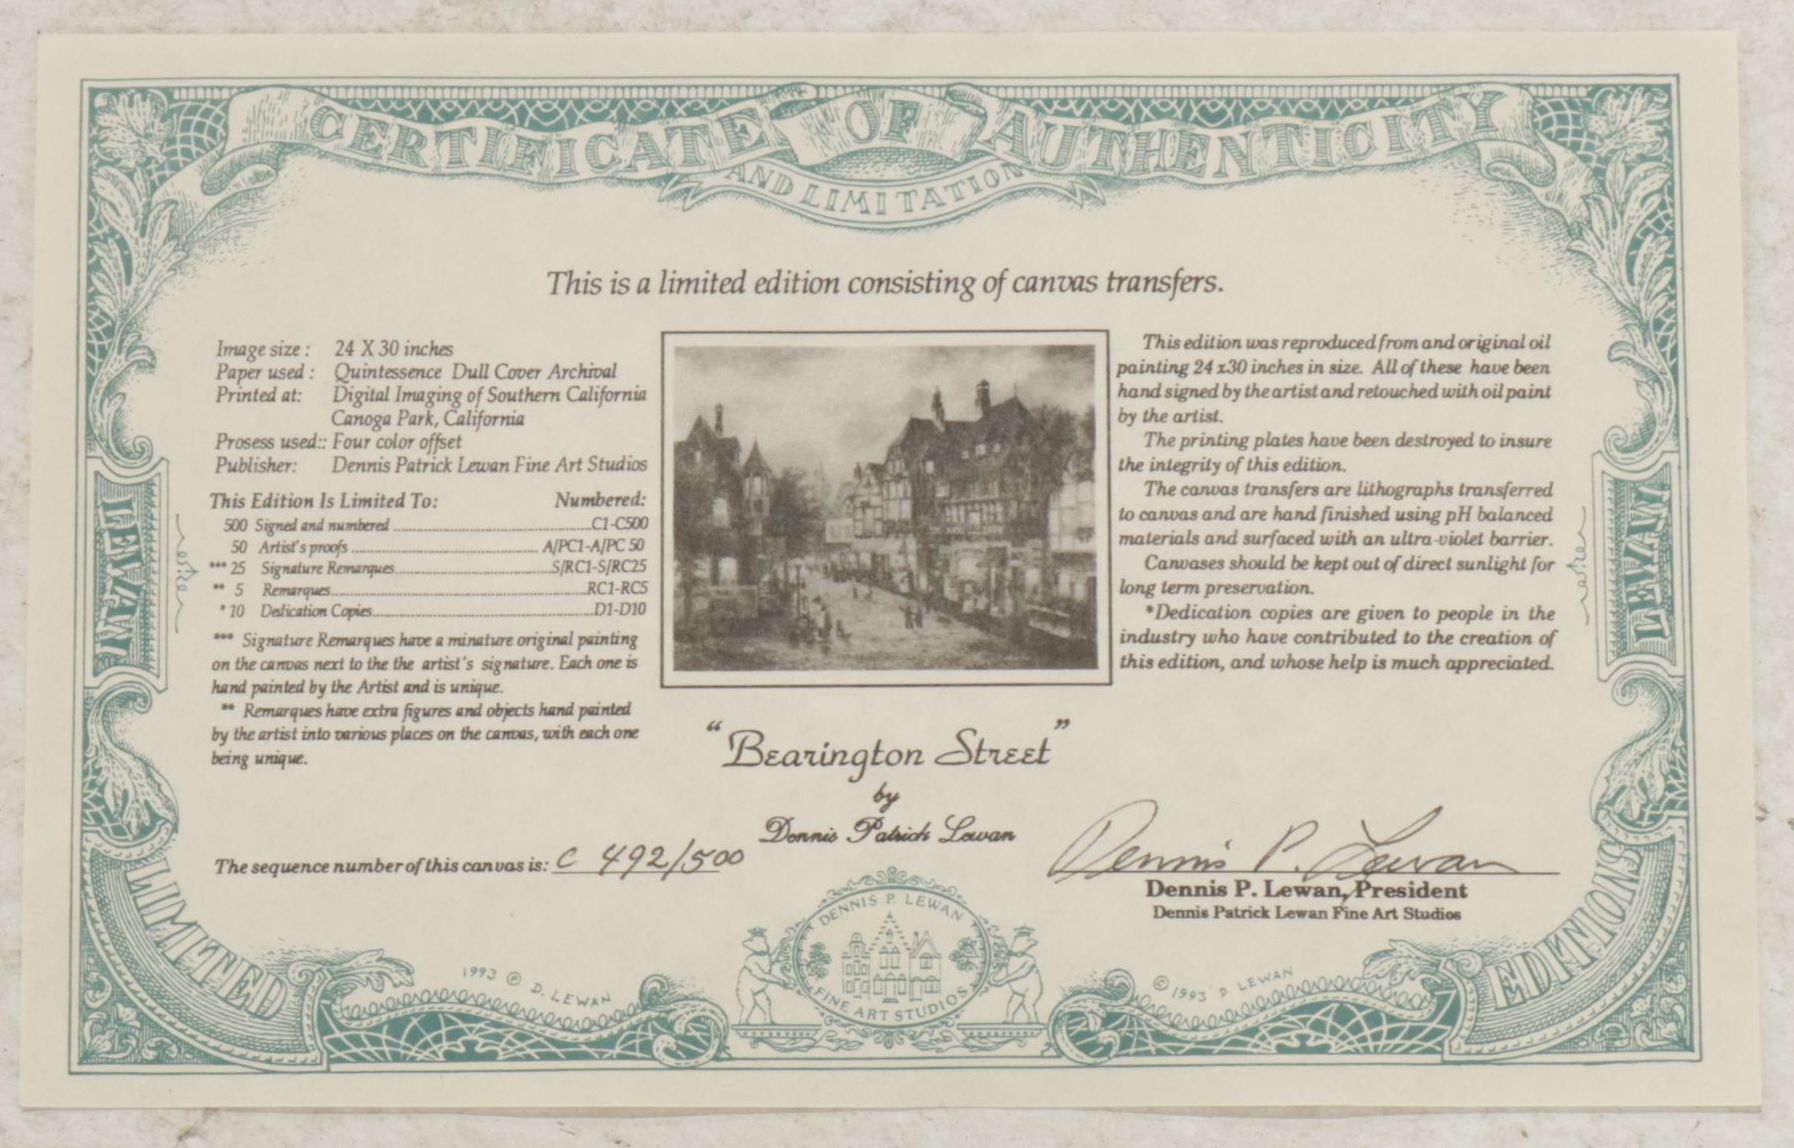 CERTIFICATE OF AUTHENTICITY
AND LIMITATION
This is a limited edition consisting of canvas transfers.
Image size : 24 X 30 inches
Paper used : Quintessence Dull Cover Archival
Printed at: Digital Imaging of Southern California
Canoga Park, California
Prosess used:: Four color offset
Publisher: Dennis Patrick Lewan Fine Art Studios
This Edition Is Limited To: Numbered:
500 Signed and numbered ........ C1-C500
50 Artist's proofs ........ A/PC1-A/PC 50
*** 25 Signature Remarques ........ S/RC1-S/RC25
** 5 Remarques ........ RC1-RC5
* 10 Dedication Copies ........ D1-D10
*** Signature Remarques have a minature original painting
on the canvas next to the the artist's signature. Each one is
hand painted by the Artist and is unique.
** Remarques have extra figures and objects hand painted
by the artist into various places on the canvas, with each one
being unique.
The sequence number of this canvas is: C 492/500
This edition was reproduced from and original oil
painting 24 x30 inches in size. All of these have been
hand signed by the artist and retouched with oil paint
by the artist.
The printing plates have been destroyed to insure
the integrity of this edition.
The canvas transfers are lithographs transferred
to canvas and are hand finished using pH balanced
materials and surfaced with an ultra-violet barrier.
Canvases should be kept out of direct sunlight for
long term preservation.
*Dedication copies are given to people in the
industry who have contributed to the creation of
this edition, and whose help is much appreciated.
"Bearington Street"
by
Dennis Patrick Lewan
Dennis P. Lewan
Dennis P. Lewan, President
Dennis Patrick Lewan Fine Art Studios
LEWAN
LEWAN
LIMITED
EDITIONS
1993 ℗ D. LEWAN
DENNIS P. LEWAN
FINE ART STUDIOS
© 1993 D. LEWAN